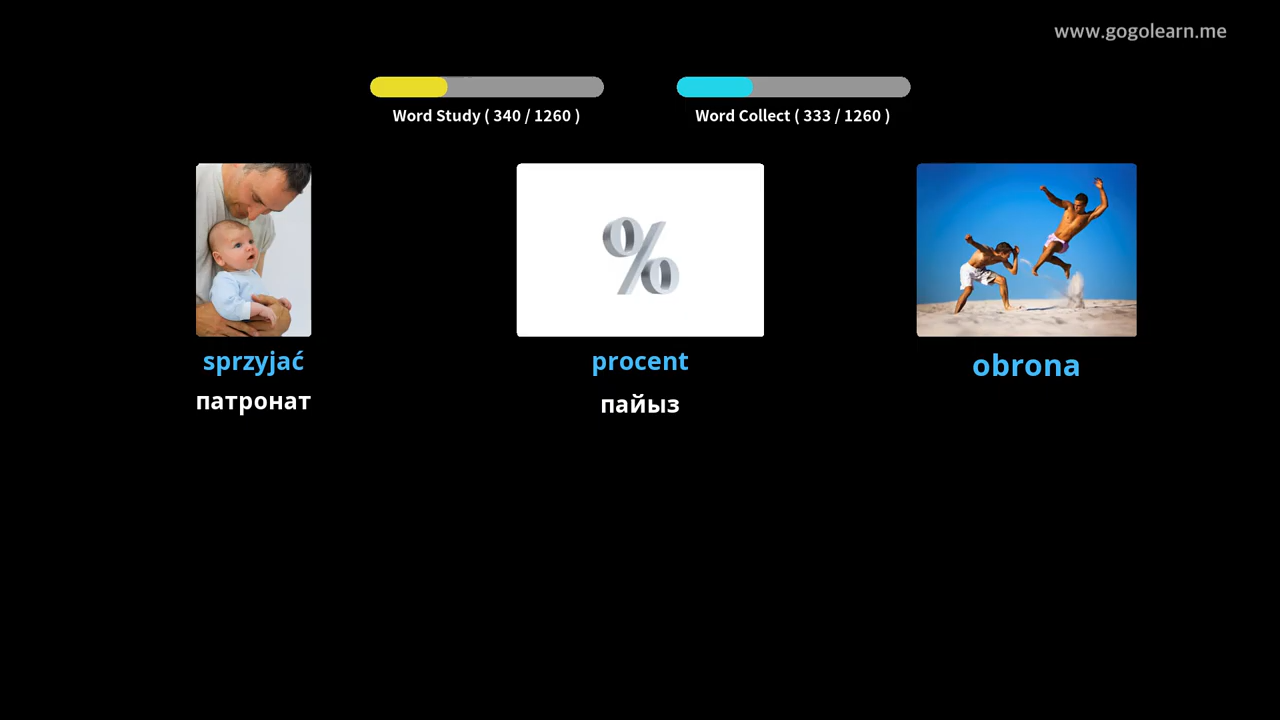 www.gogolearn.me
Word Study ( 340 / 1260 )
Word Collect ( 333 / 1260 )
sprzyjać
патронат
procent
пайыз
obrona